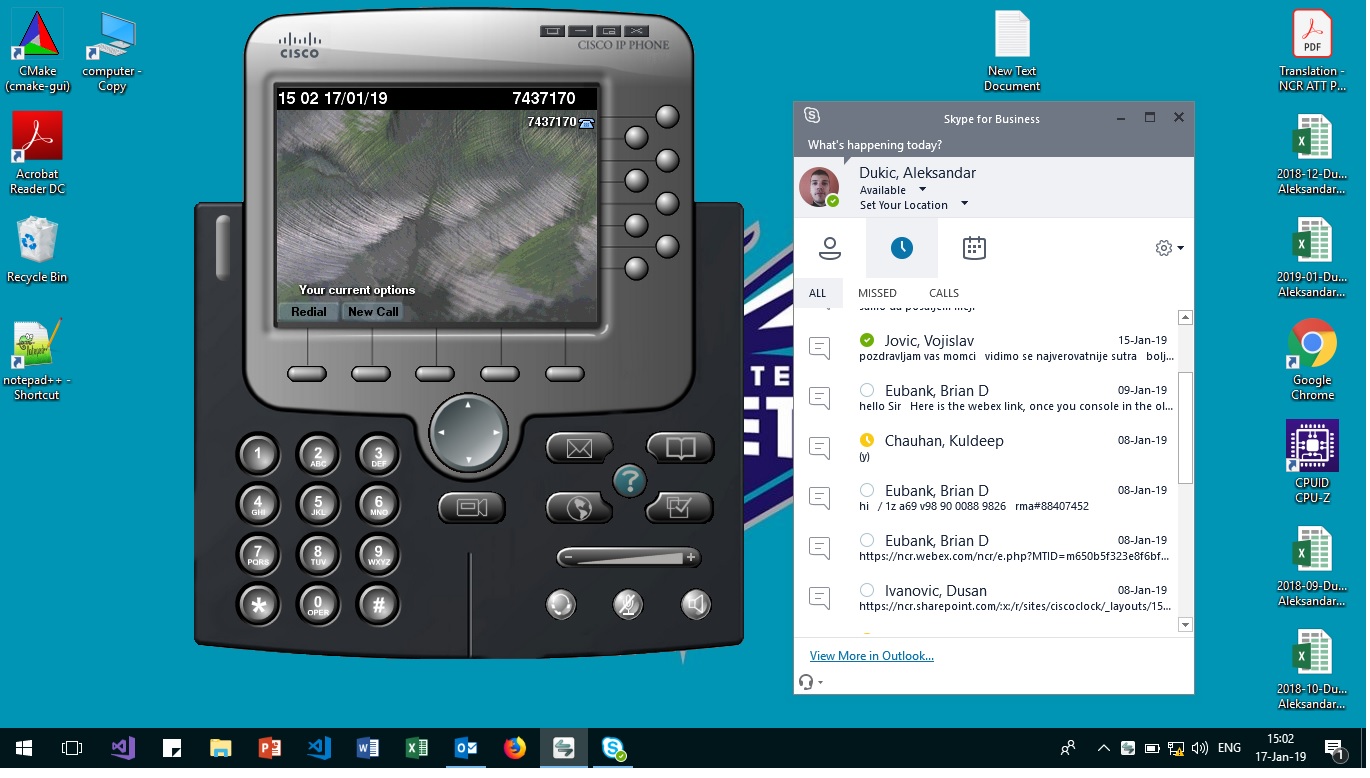 CMake
(cmake-gui)
computer -
Copy
Acrobat
Reader DC
Recycle Bin
notepad++ -
Shortcut
CISCO
CISCO IP PHONE
15 02 17/01/19 7437170
7437170
Your current options
Redial New Call
1
2
ABC
3
DEF
4
GHI
5
JKL
6
MNO
7
PQRS
8
TUV
9
WXYZ
*
0
OPER
#
?
- +
New Text
Document
Skype for Business
What's happening today?
Dukic, Aleksandar
Available
Set Your Location
ALL MISSED CALLS
samo da posaljem mejl
Jovic, Vojislav 15-Jan-19
pozdravljam vas momci vidimo se najverovatnije sutra bolj...
Eubank, Brian D 09-Jan-19
hello Sir Here is the webex link, once you console in the ol...
Chauhan, Kuldeep 08-Jan-19
(y)
Eubank, Brian D 08-Jan-19
hi / 1z a69 v98 90 0088 9826 rma#88407452
Eubank, Brian D 08-Jan-19
https://ncr.webex.com/ncr/e.php?MTID=m650b5f323e8f6bf...
Ivanovic, Dusan 08-Jan-19
https://ncr.sharepoint.com/:x:/r/sites/ciscoclock/_layouts/15...
View More in Outlook...
TE
ET
PDF
Translation -
NCR ATT P...
2018-12-Du...
Aleksandar...
2019-01-Du...
Aleksandar...
Google
Chrome
CPUID
CPU-Z
2018-09-Du...
Aleksandar...
2018-10-Du...
Aleksandar...
ENG
15:02
17-Jan-19
1